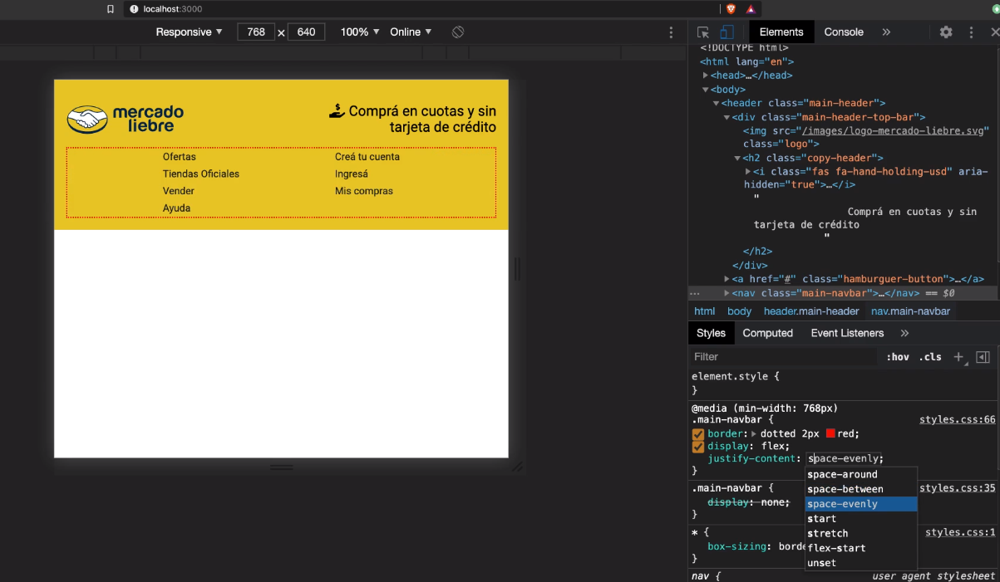 localhost:3000
Responsive ▼ 768 × 640 100% ▼ Online ▼
Elements Console »
mercado
liebre
Comprá en cuotas y sin
tarjeta de crédito
Ofertas
Tiendas Oficiales
Vender
Ayuda
Creá tu cuenta
Ingresá
Mis compras
<!DOCTYPE html>
<html lang="en">
▶<head>…</head>
▼<body>
▼<header class="main-header">
▼<div class="main-header-top-bar">
<img src="/images/logo-mercado-liebre.svg"
class="logo">
▼<h2 class="copy-header">
▶<i class="fas fa-hand-holding-usd" aria-
hidden="true">…</i>
"
Comprá en cuotas y sin
tarjeta de crédito
"
</h2>
</div>
▶<a href="#" class="hamburguer-button">…</a>
… ▶<nav class="main-navbar">…</nav> == $0
html body header.main-header nav.main-navbar
Styles Computed Event Listeners »
Filter :hov .cls +
element.style {
}
@media (min-width: 768px)
.main-navbar { styles.css:66
border: ▶ dotted 2px red;
display: flex;
justify-content: space-evenly;
}
space-around
space-between
space-evenly
start
stretch
flex-start
unset
.main-navbar { styles.css:35
display: none;
}
* { styles.css:1
box-sizing: borde
}
nav { user agent stylesheet